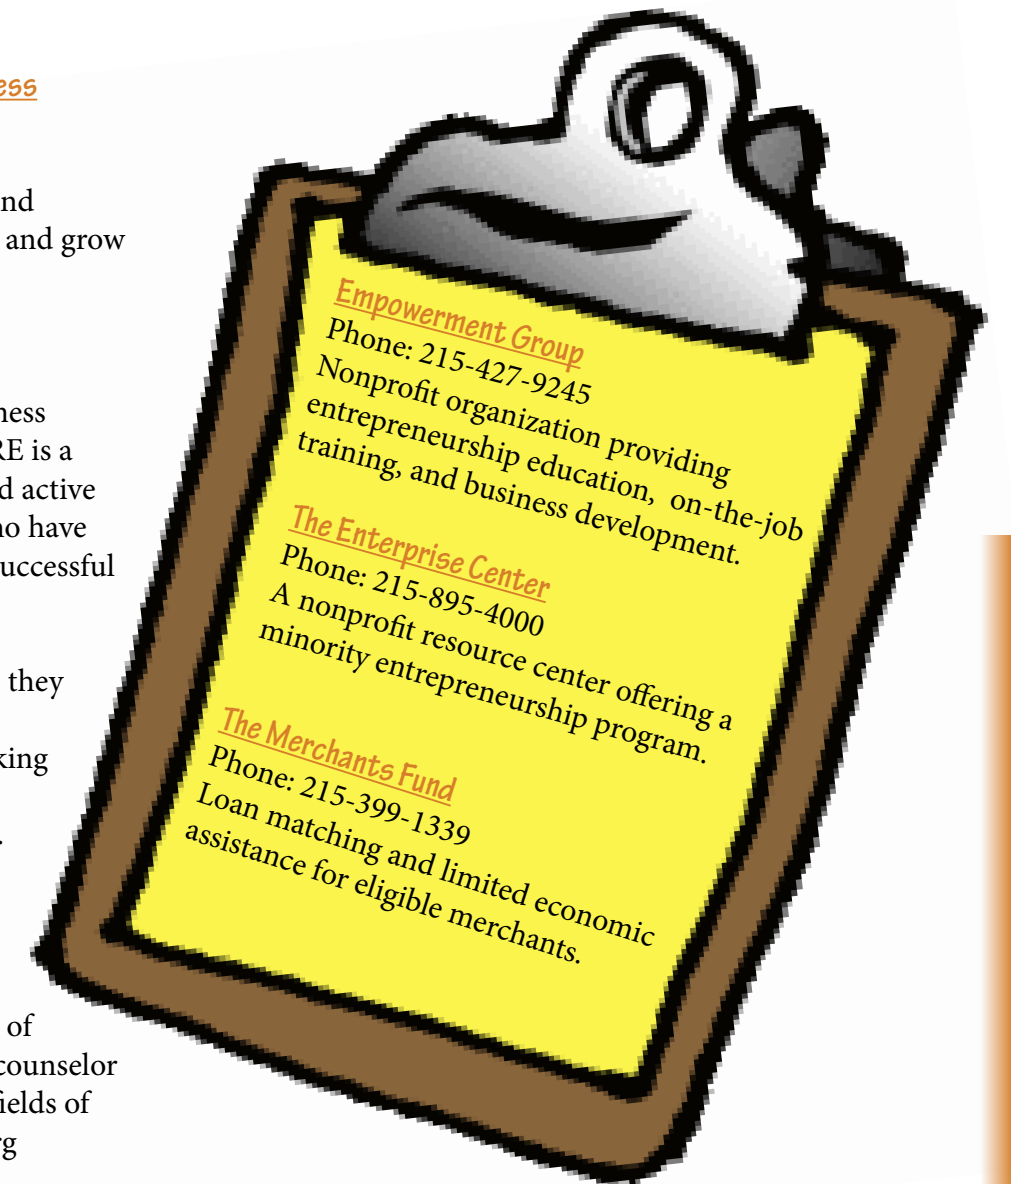 ess
nd
and grow
ness
RE is a
d active
ho have
uccessful
they
king
.
of
counselor
ields of
rg
Empowerment Group
Phone: 215-427-9245
Nonprofit organization providing
entrepreneurship education, on-the-job
training, and business development.
The Enterprise Center
Phone: 215-895-4000
A nonprofit resource center offering a
minority entrepreneurship program.
The Merchants Fund
Phone: 215-399-1339
Loan matching and limited economic
assistance for eligible merchants.